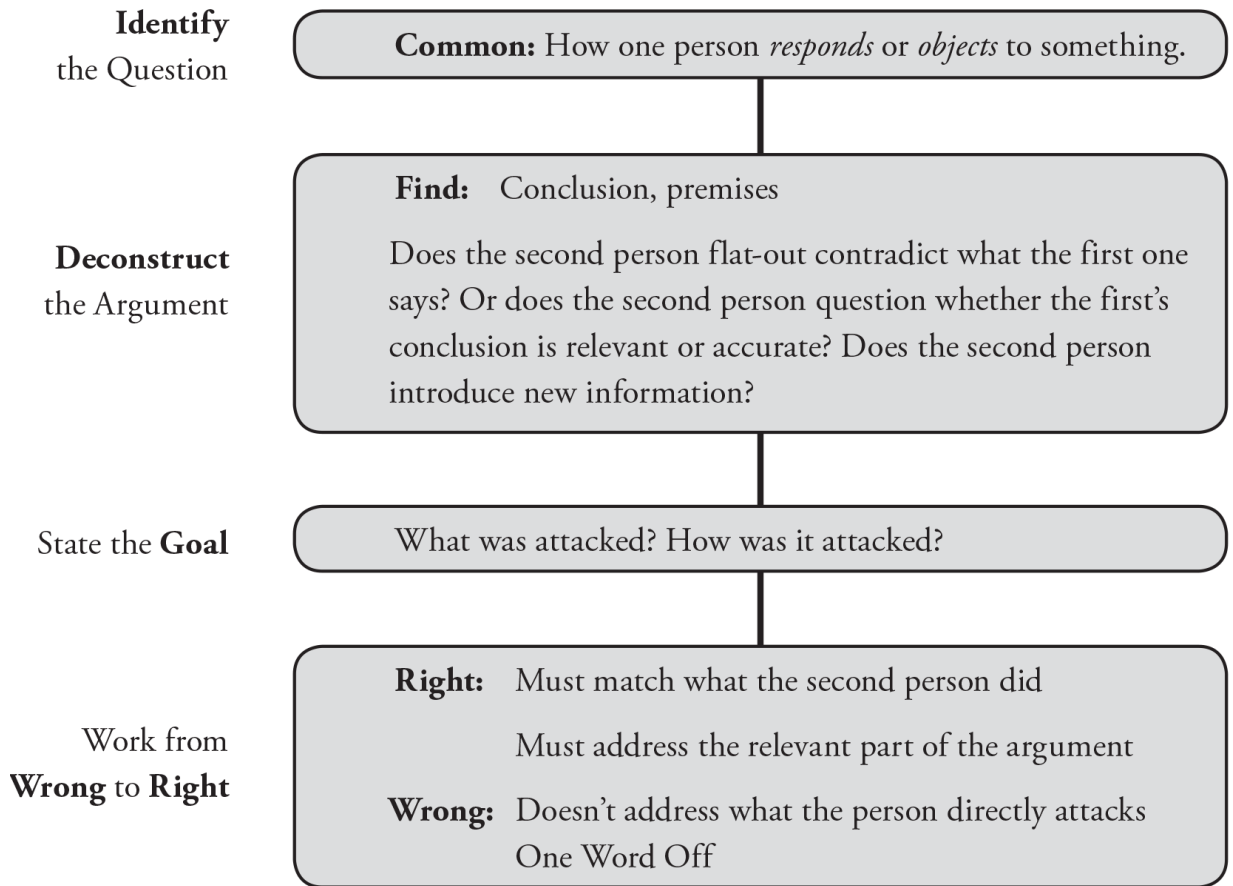 Identify
the Question
Common: How one person responds or objects to something.
Deconstruct
the Argument
Find: Conclusion, premises
Does the second person flat-out contradict what the first one
says? Or does the second person question whether the first’s
conclusion is relevant or accurate? Does the second person
introduce new information?
State the Goal
What was attacked? How was it attacked?
Work from
Wrong to Right
Right: Must match what the second person did
Must address the relevant part of the argument
Wrong: Doesn’t address what the person directly attacks
One Word Off